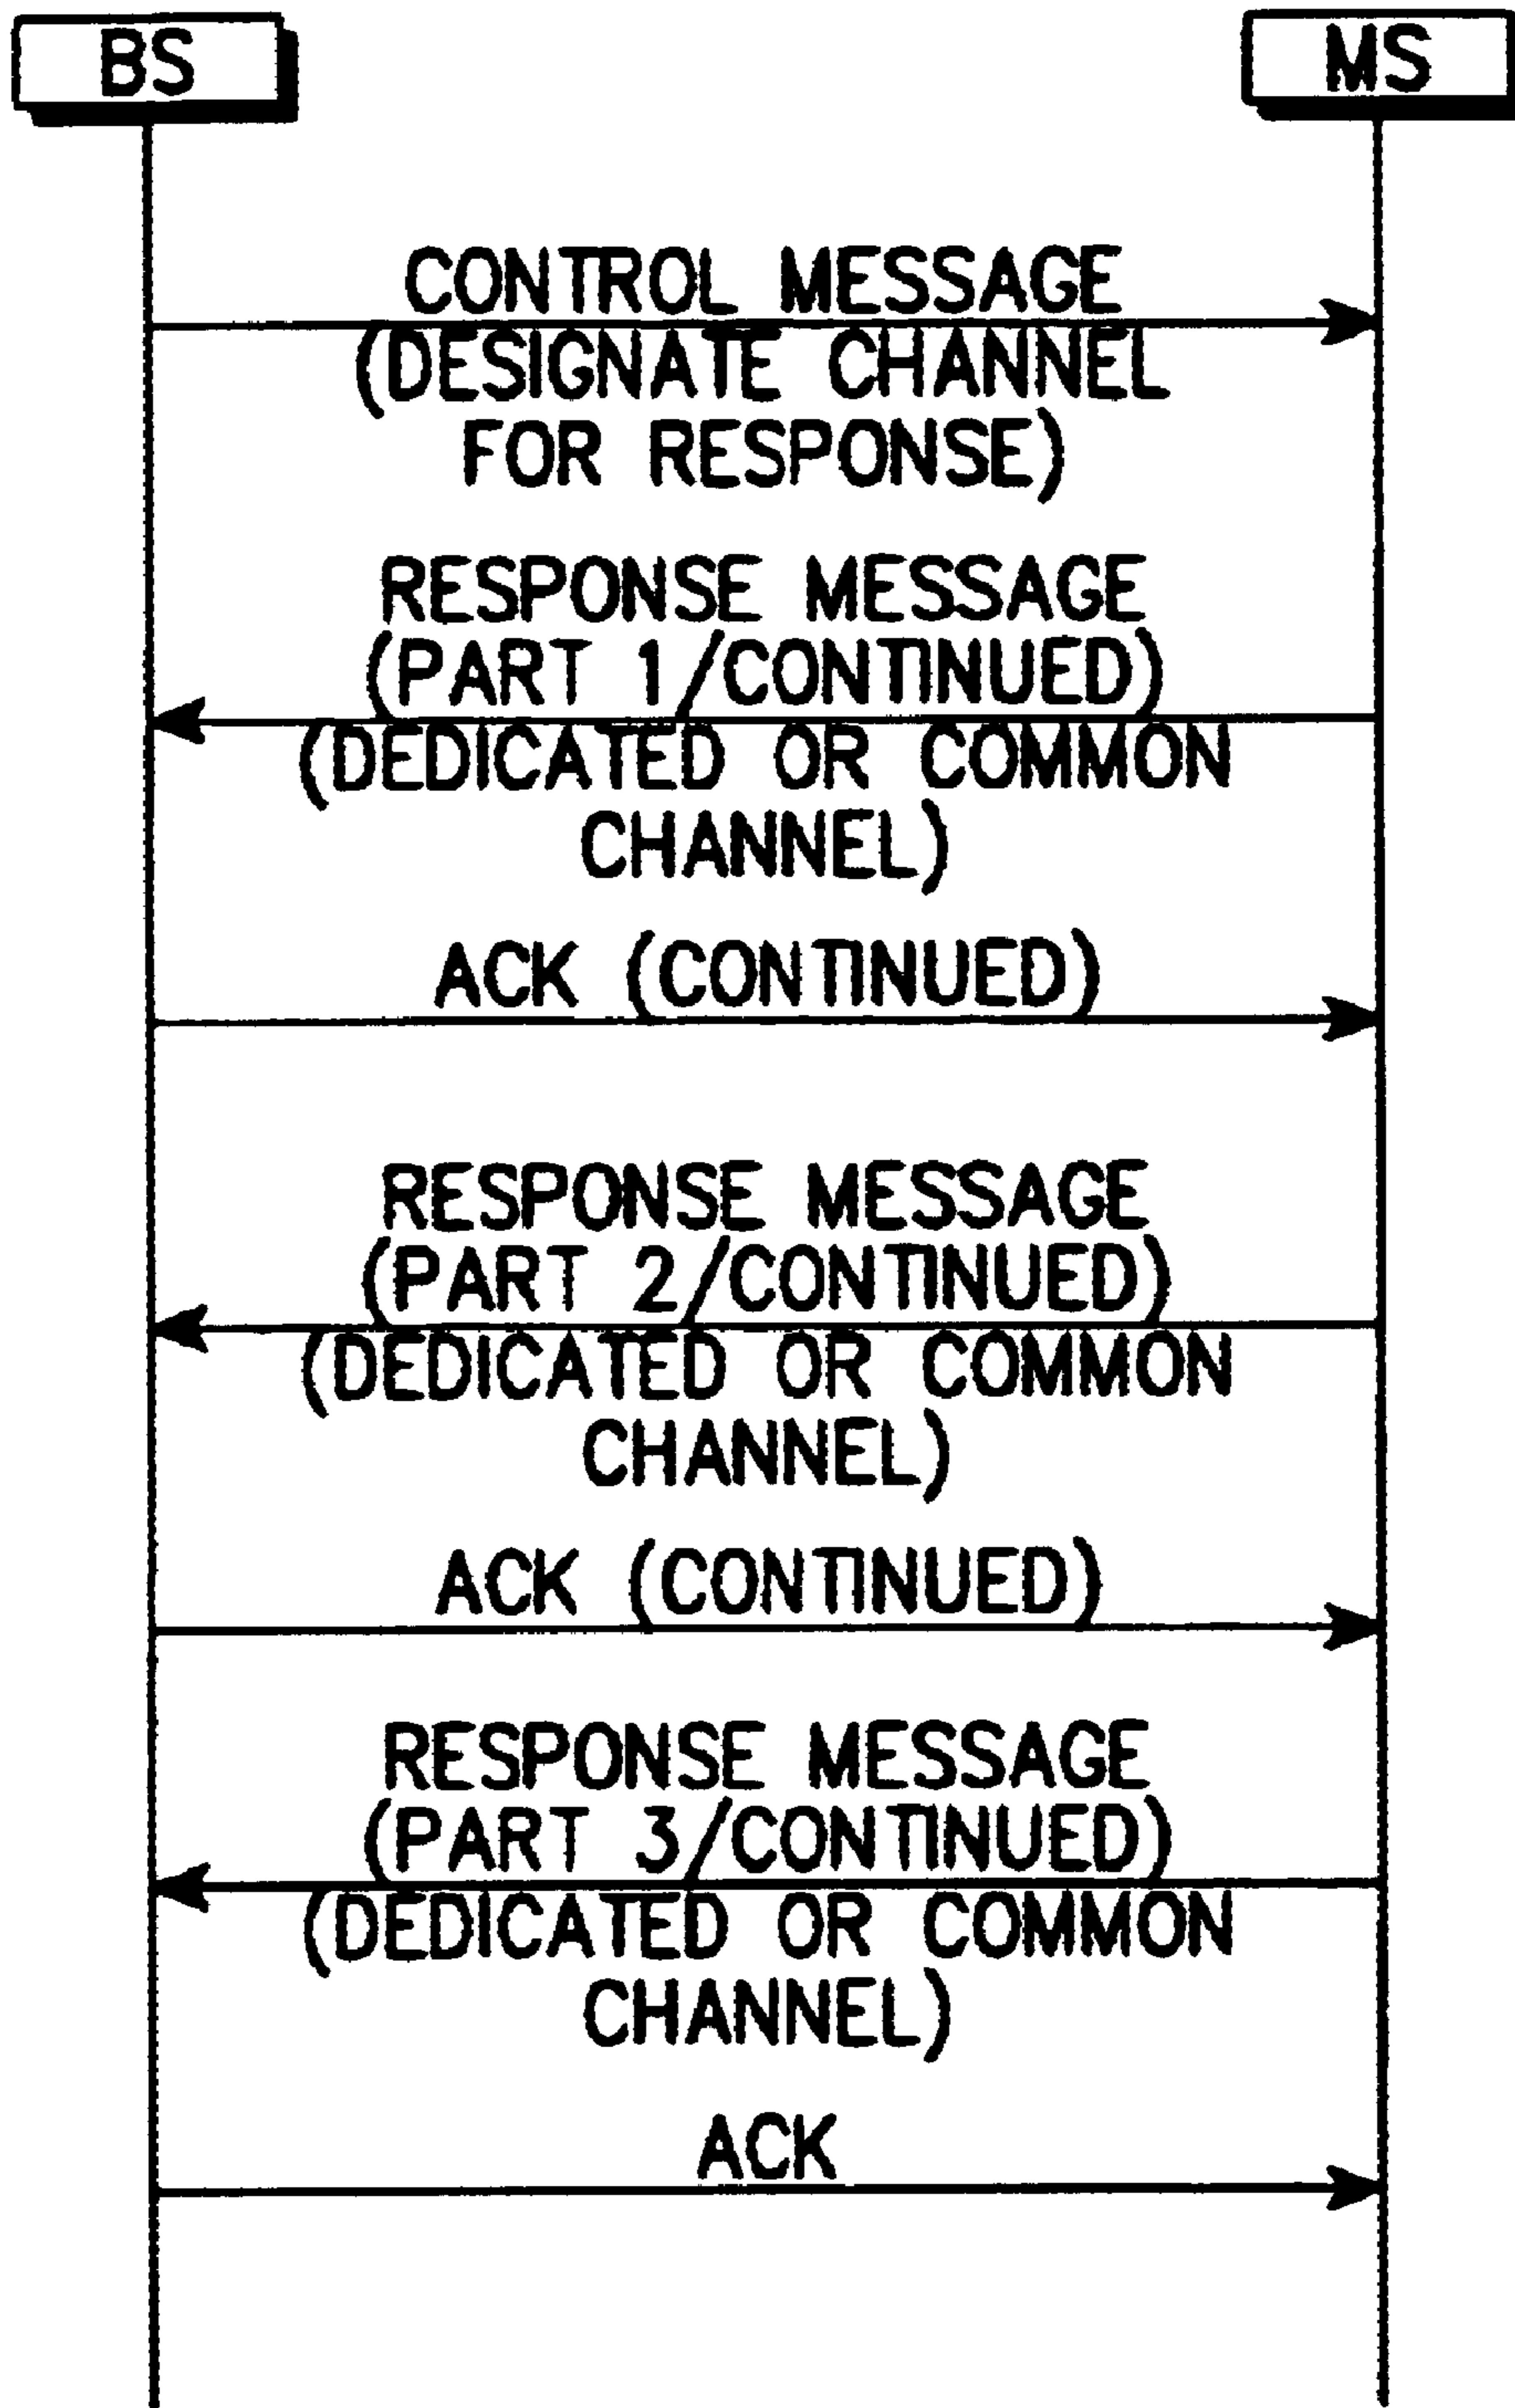 BS
MS
CONTROL MESSAGE
(DESIGNATE CHANNEL
FOR RESPONSE)
RESPONSE MESSAGE
(PART 1/CONTINUED)
(DEDICATED OR COMMON
CHANNEL)
ACK (CONTINUED)
RESPONSE MESSAGE
(PART 2/CONTINUED)
(DEDICATED OR COMMON
CHANNEL)
ACK (CONTINUED)
RESPONSE MESSAGE
(PART 3/CONTINUED)
(DEDICATED OR COMMON
CHANNEL)
ACK